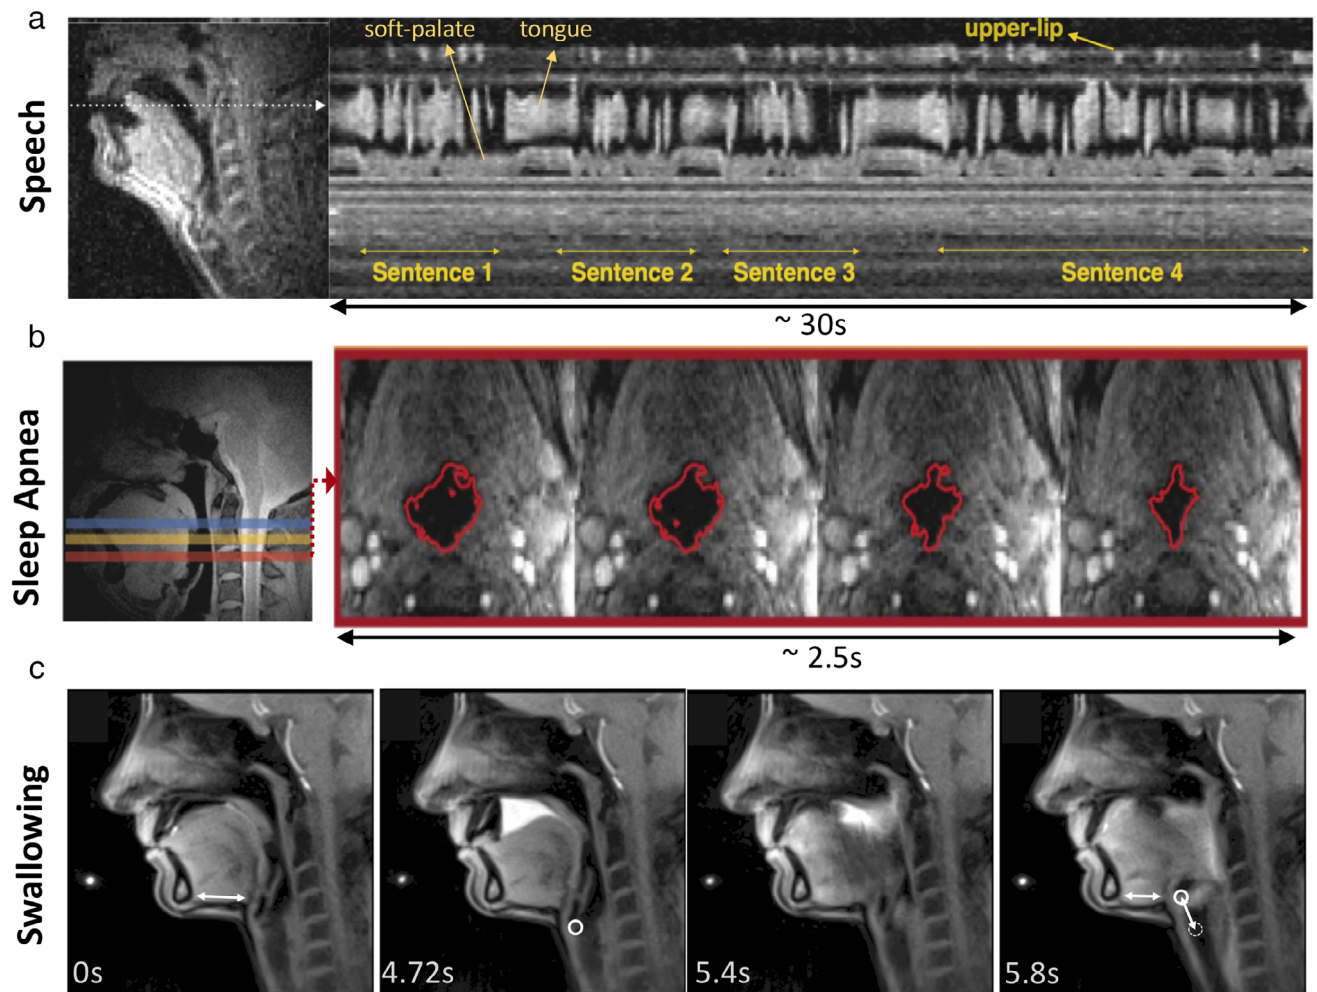 a
soft-palate
tongue
upper-lip
Speech
Sentence 1
Sentence 2
Sentence 3
Sentence 4
~ 30s
b
Sleep Apnea
~ 2.5s
c
Swallowing
0s
4.72s
5.4s
5.8s